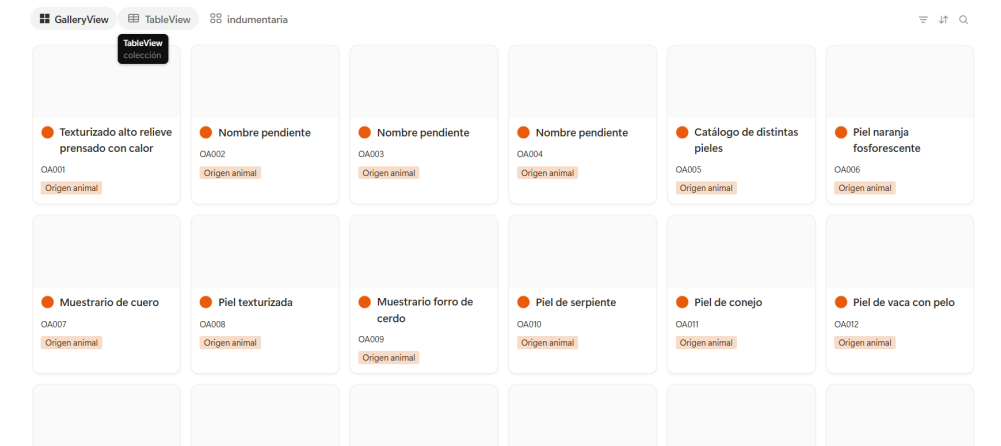 GalleryView TableView indumentaria
TableView
colección
Texturizado alto relieve
prensado con calor
OA001
Origen animal
Nombre pendiente
OA002
Origen animal
Nombre pendiente
OA003
Origen animal
Nombre pendiente
OA004
Origen animal
Catálogo de distintas
pieles
OA005
Origen animal
Piel naranja
fosforescente
OA006
Origen animal
Muestrario de cuero
OA007
Origen animal
Piel texturizada
OA008
Origen animal
Muestrario forro de
cerdo
OA009
Origen animal
Piel de serpiente
OA010
Origen animal
Piel de conejo
OA011
Origen animal
Piel de vaca con pelo
OA012
Origen animal